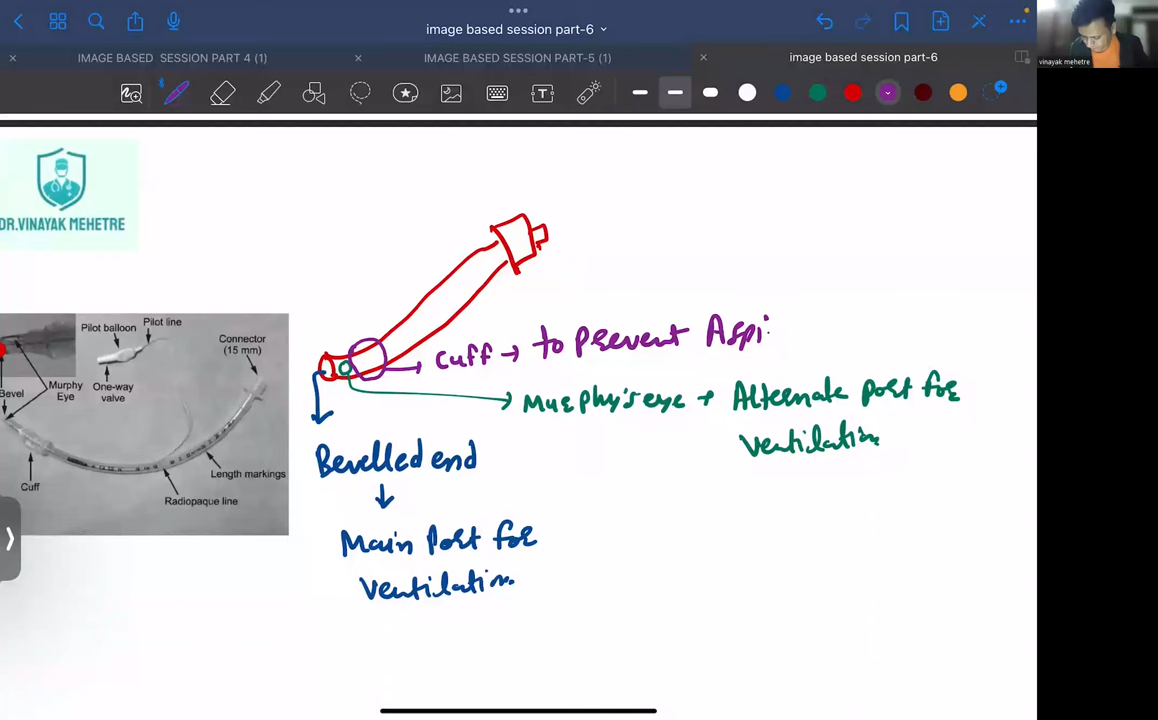 image based session part-6
IMAGE BASED SESSION PART 4 (1)
IMAGE BASED SESSION PART-5 (1)
image based session part-6
vinayak mehetre
DR.VINAYAK MEHETRE
Pilot balloon
Pilot line
Connector
(15 mm)
Bevel
Murphy
Eye
One-way
valve
Cuff
Length markings
Radiopaque line
Cuff → to Prevent Aspi
Murphy's eye → Alternate port for
Ventilation
Bevelled end
Main Port for
Ventilation.